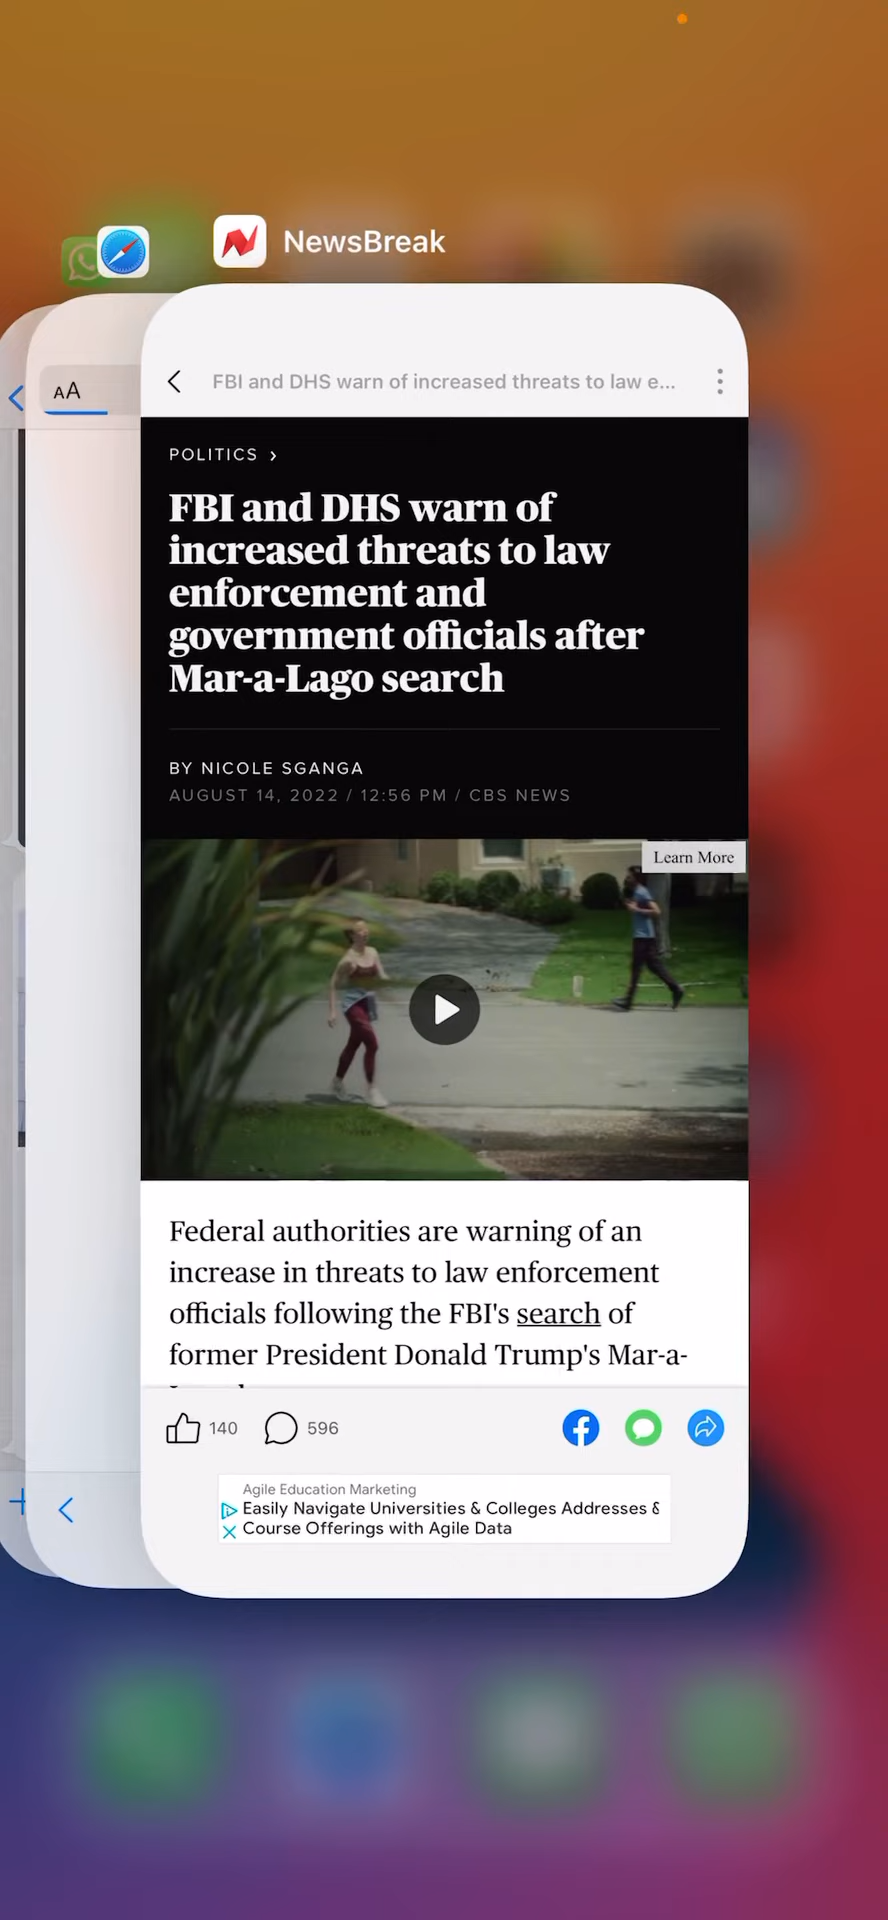 NewsBreak
AA
FBI and DHS warn of increased threats to law e...
POLITICS ›
FBI and DHS warn of
increased threats to law
enforcement and
government officials after
Mar-a-Lago search
BY NICOLE SGANGA
AUGUST 14, 2022 / 12:56 PM / CBS NEWS
Learn More
Federal authorities are warning of an
increase in threats to law enforcement
officials following the FBI's search of
former President Donald Trump's Mar-a-
140
596
Agile Education Marketing
Easily Navigate Universities & Colleges Addresses &
Course Offerings with Agile Data